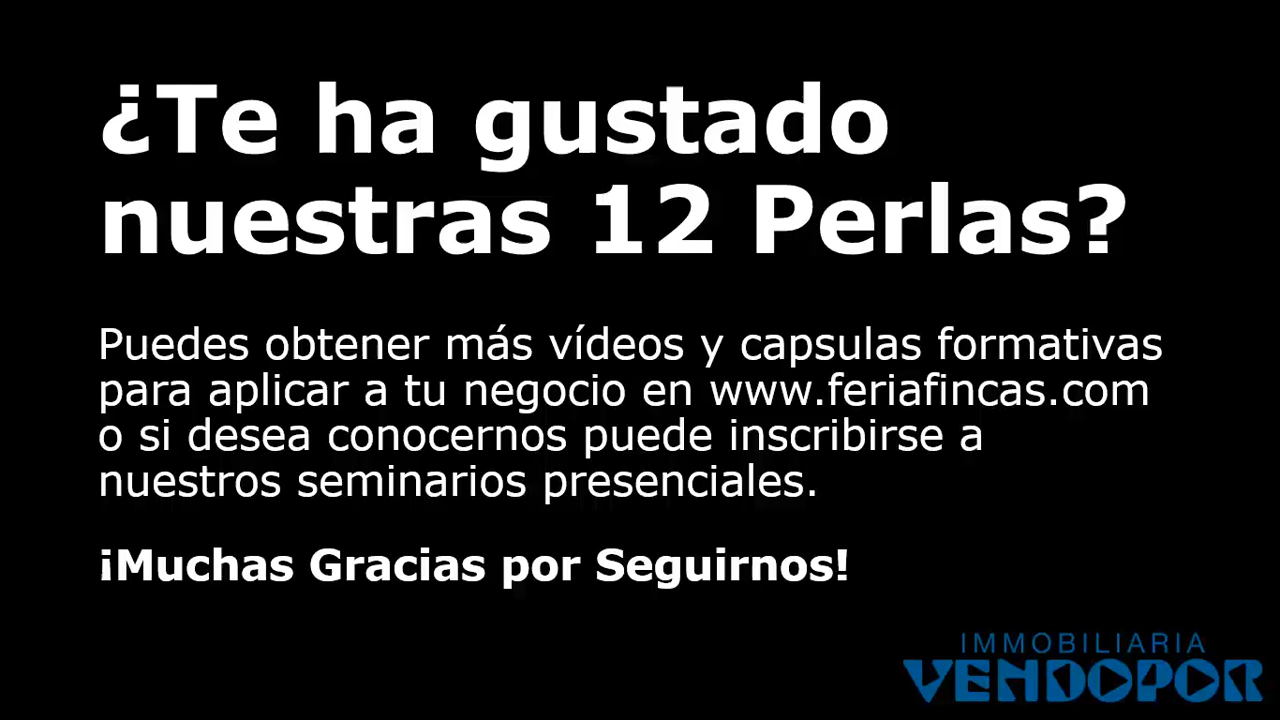 ¿Te ha gustado
nuestras 12 Perlas?
Puedes obtener más vídeos y capsulas formativas
para aplicar a tu negocio en www.feriafincas.com
o si desea conocernos puede inscribirse a
nuestros seminarios presenciales.
¡Muchas Gracias por Seguirnos!
IMMOBILIARIA
VENDOPOR